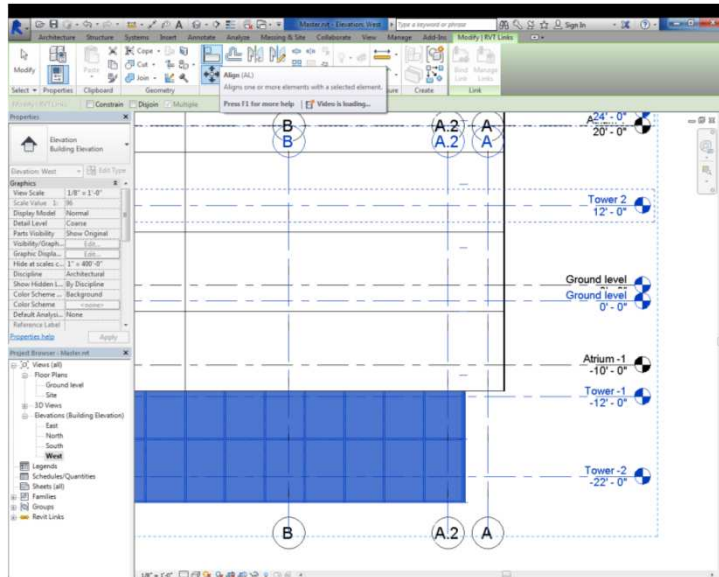 Master.rvt - Elevation: West
Type a keyword or phrase
Sign In
Architecture Structure Systems Insert Annotate Analyze Massing & Site Collaborate View Manage Add-Ins Modify | RVT Links
Modify
Paste
Cope
Cut
Join
Bind Link
Manage Links
Select Properties Clipboard Geometry
Create Link
Align (AL)
Aligns one or more elements with a selected element.
Press F1 for more help
Video is loading...
Modify | RVT Links
Constrain Disjoin Multiple
Properties
Elevation
Building Elevation
Elevation: West
Edit Type
Graphics
View Scale 1/8" = 1'-0"
Scale Value 1: 96
Display Model Normal
Detail Level Coarse
Parts Visibility Show Original
Visibility/Graph... Edit...
Graphic Displa... Edit...
Hide at scales c... 1" = 400'-0"
Discipline Architectural
Show Hidden L... By Discipline
Color Scheme ... Background
Color Scheme <none>
Default Analysi... None
Reference Label
Properties help
Apply
Project Browser - Master.rvt
Views (all)
Floor Plans
Ground level
Site
3D Views
Elevations (Building Elevation)
East
North
South
West
Legends
Schedules/Quantities
Sheets (all)
Families
Groups
Revit Links
B A.2 A
B A.2 A
24' - 0"
20' - 0"
Tower 2
12' - 0"
Ground level
Ground level
0' - 0"
Atrium -1
-10' - 0"
Tower -1
-12' - 0"
Tower -2
-22' - 0"
B A.2 A
1/8" = 1'-0"